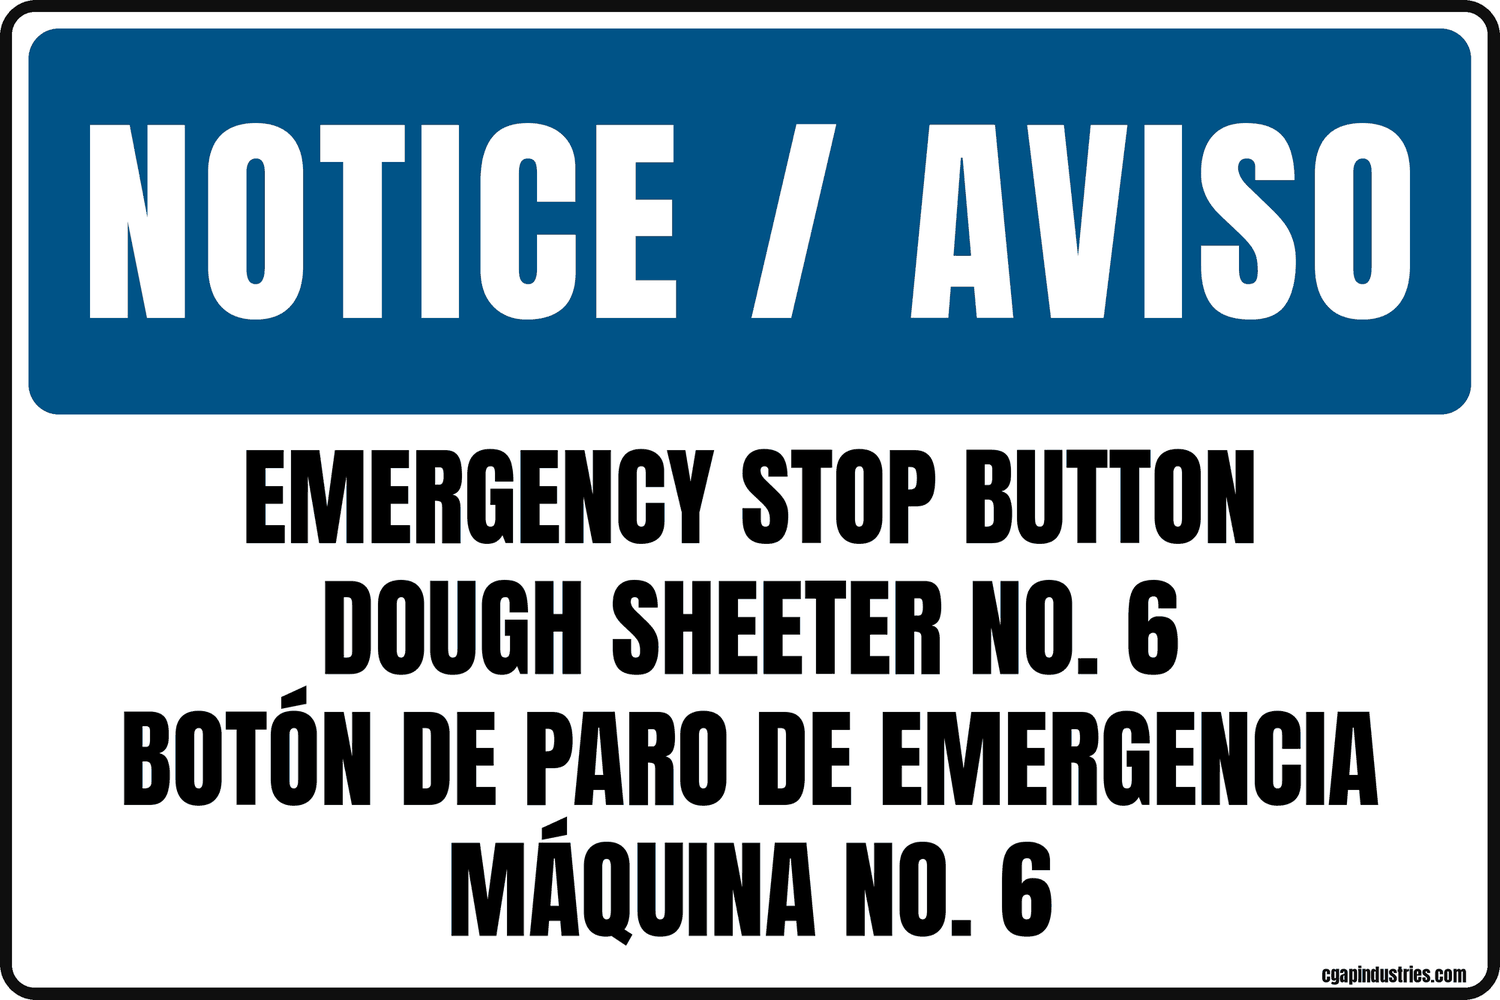 NOTICE / AVISO
EMERGENCY STOP BUTTON
DOUGH SHEETER NO. 6
BOTÓN DE PARO DE EMERGENCIA
MÁQUINA NO. 6
cgapindustries.com